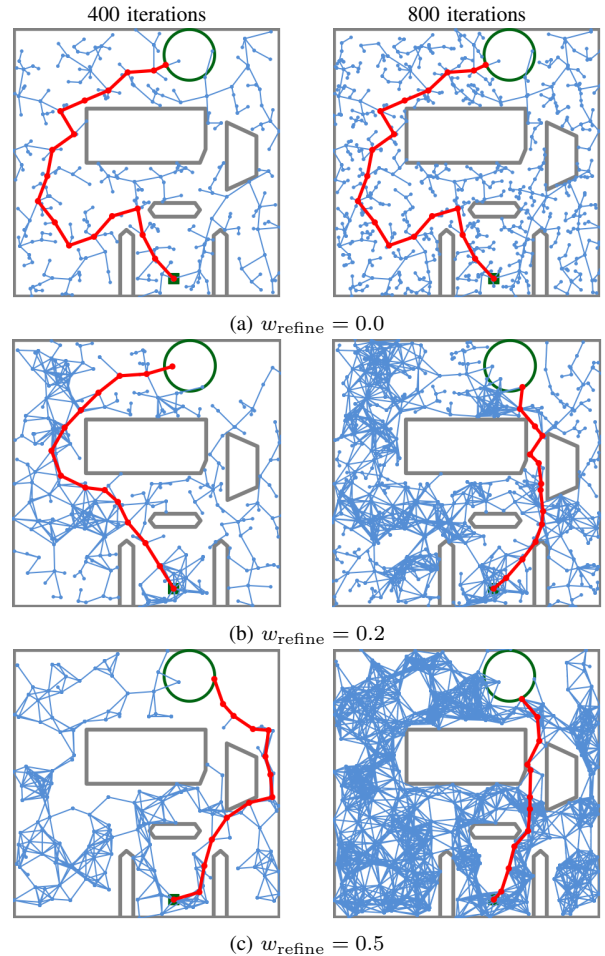 400 iterations 800 iterations
(a) w_refine = 0.0
(b) w_refine = 0.2
(c) w_refine = 0.5